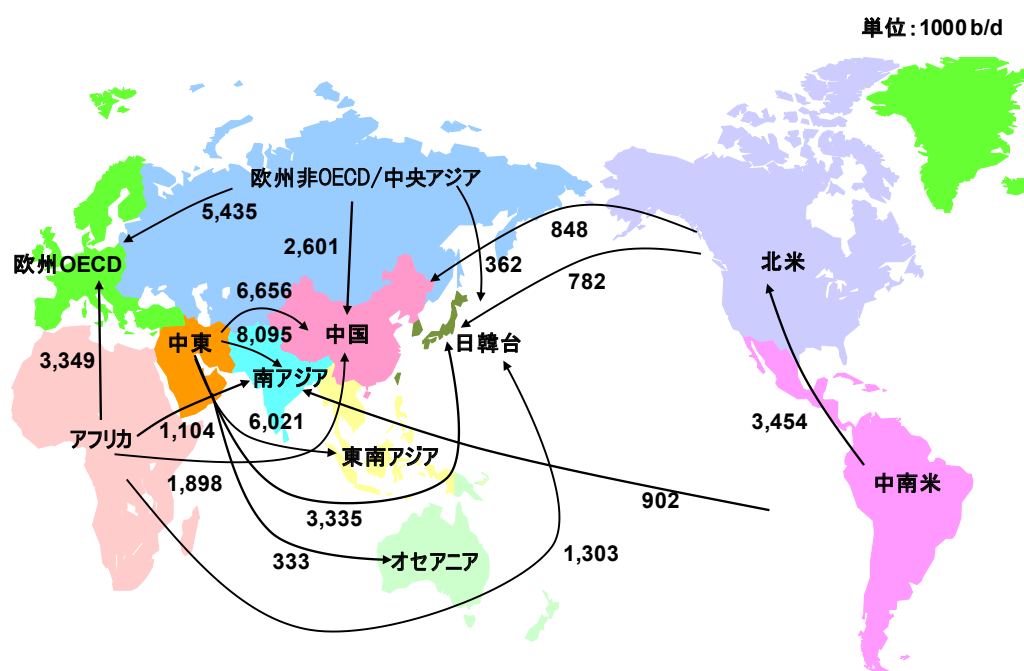 単位：1000 b/d
欧州非OECD/中央アジア
5,435
848
2,601
362
欧州OECD
782
北米
6,656
中東
8,095
中国
日韓台
3,349
南アジア
3,454
アフリカ
1,104
6,021
東南アジア
1,898
902
中南米
3,335
333
オセアニア
1,303